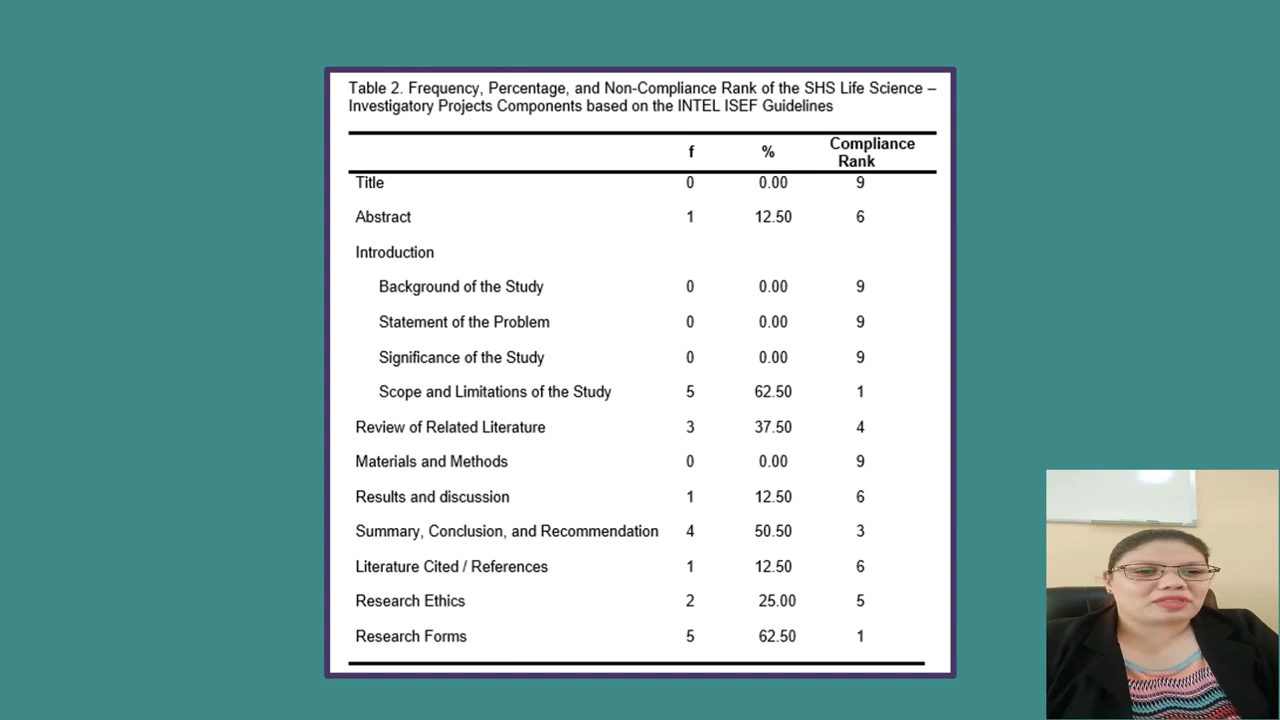 Table 2. Frequency, Percentage, and Non-Compliance Rank of the SHS Life Science –
Investigatory Projects Components based on the INTEL ISEF Guidelines
f % Compliance Rank
Title 0 0.00 9
Abstract 1 12.50 6
Introduction
Background of the Study 0 0.00 9
Statement of the Problem 0 0.00 9
Significance of the Study 0 0.00 9
Scope and Limitations of the Study 5 62.50 1
Review of Related Literature 3 37.50 4
Materials and Methods 0 0.00 9
Results and discussion 1 12.50 6
Summary, Conclusion, and Recommendation 4 50.50 3
Literature Cited / References 1 12.50 6
Research Ethics 2 25.00 5
Research Forms 5 62.50 1